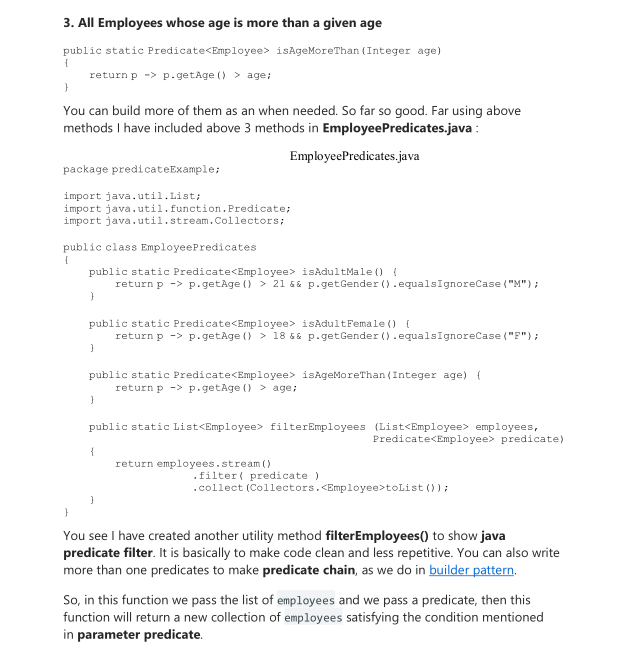 3. All Employees whose age is more than a given age
public static Predicate<Employee> isAgeMoreThan(Integer age)
{
    return p -> p.getAge() > age;
}
You can build more of them as an when needed. So far so good. Far using above
methods I have included above 3 methods in EmployeePredicates.java :
EmployeePredicates.java
package predicateExample;
import java.util.List;
import java.util.function.Predicate;
import java.util.stream.Collectors;
public class EmployeePredicates
{
    public static Predicate<Employee> isAdultMale() {
        return p -> p.getAge() > 21 && p.getGender().equalsIgnoreCase("M");
    }
    public static Predicate<Employee> isAdultFemale() {
        return p -> p.getAge() > 18 && p.getGender().equalsIgnoreCase("F");
    }
    public static Predicate<Employee> isAgeMoreThan(Integer age) {
        return p -> p.getAge() > age;
    }
    public static List<Employee> filterEmployees (List<Employee> employees,
                                                Predicate<Employee> predicate)
    {
        return employees.stream()
                    .filter( predicate )
                    .collect(Collectors.<Employee>toList());
    }
}
You see I have created another utility method filterEmployees() to show java
predicate filter. It is basically to make code clean and less repetitive. You can also write
more than one predicates to make predicate chain, as we do in builder pattern.
So, in this function we pass the list of employees and we pass a predicate, then this
function will return a new collection of employees satisfying the condition mentioned
in parameter predicate.